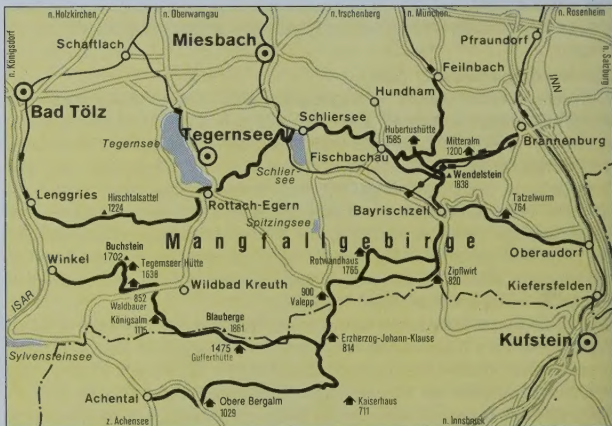 n. Holzkirchen
n. Oberwarngau
n. Irschenberg
n. München
n. Rosenheim
n. Königsdorf
Schaftlach
Miesbach
Pfraundorf
n. Salzburg
Feilnbach
INN
Bad Tölz
Hundham
Schliersee
Hubertushütte
1585
Mitteralm
1200
Brannenburg
Tegernsee
Tegernsee
Fischbachau
Schlier-
see
Wendelstein
1838
Lenggries
Hirschtalsattel
1224
Rottach-Egern
Spitzingsee
Bayrischzell
Tatzelwurm
764
Mangfallgebirge
Winkel
Buchstein
1702
Tegernseer Hütte
1638
Rotwandhaus
1765
Oberaudorf
Zipflwirt
820
ISAR
852
Waldbauer
Wildbad Kreuth
900
Valepp
Kiefersfelden
Königsalm
1115
Blauberge
1861
Gufferthütte
1475
Erzherzog-Johann-Klause
814
Kufstein
Sylvensteinsee
Achental
Obere Bergalm
1029
Kaiserhaus
711
z. Achensee
n. Innsbruck